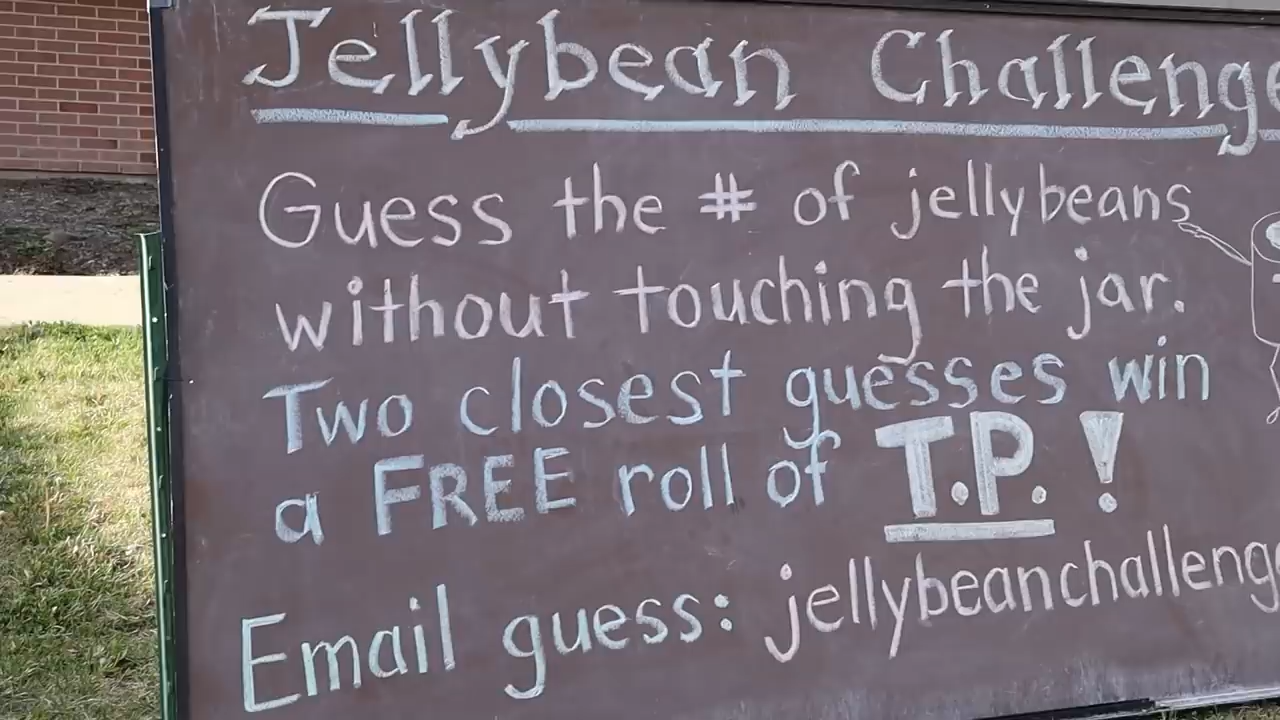 Jellybean Challenge
Guess the # of jellybeans
without touching the jar.
Two closest guesses win
a FREE roll of T.P. !
Email guess: jellybeanchalleng